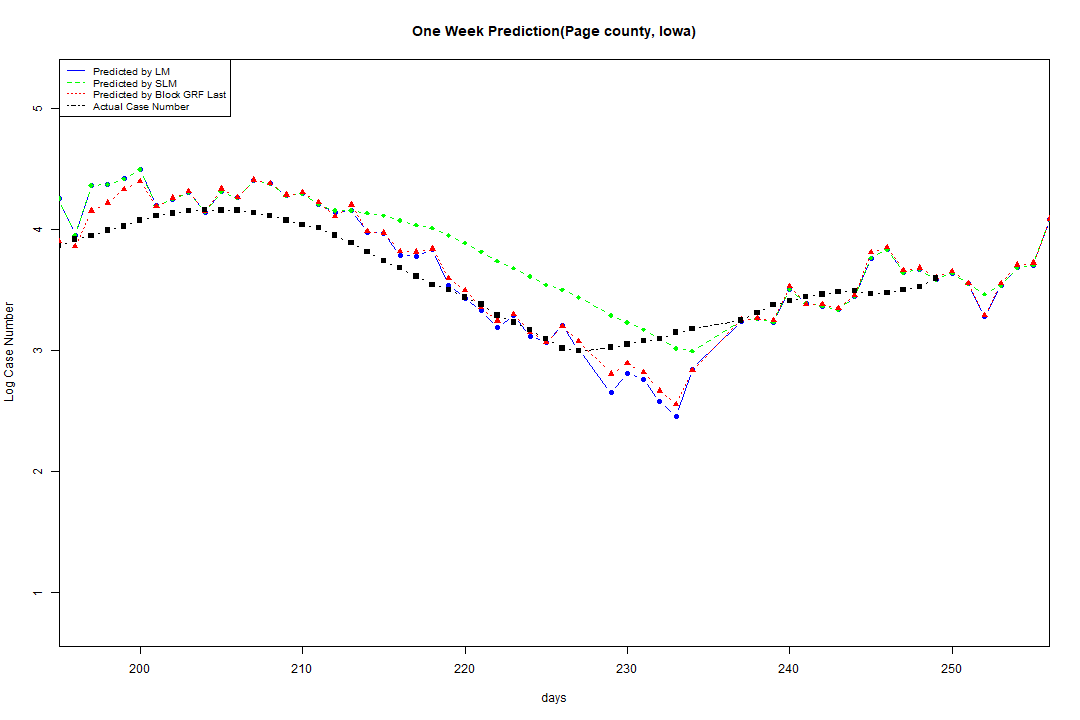 One Week Prediction(Page county, Iowa)
Predicted by LM
Predicted by SLM
Predicted by Block GRF Last
Actual Case Number
5
4
3
2
1
Log Case Number
200 210 220 230 240 250
days